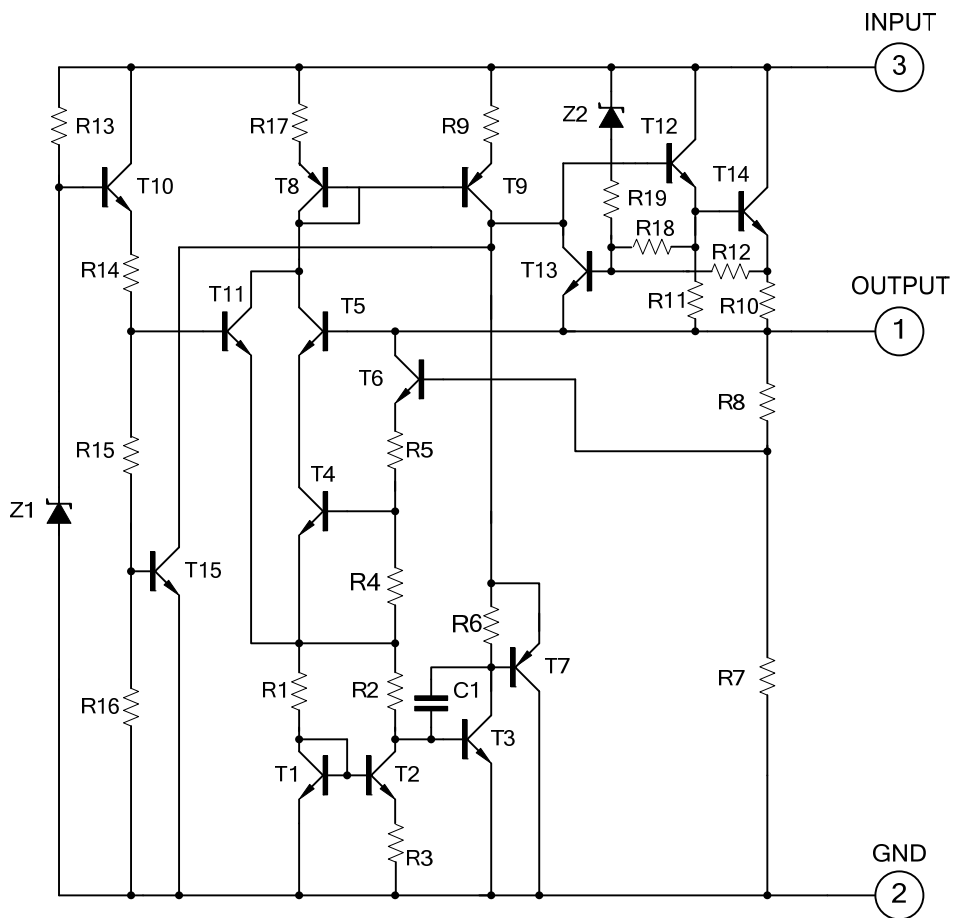 INPUT
3
R13
R17
R9
Z2
T12
T10
T8
T9
T14
R19
R18
R12
R14
T13
T11
T5
R11
R10
OUTPUT
1
T6
R8
R15
R5
T4
Z1
T15
R4
R6
T7
R7
R1
R2
C1
R16
T3
T1
T2
R3
GND
2